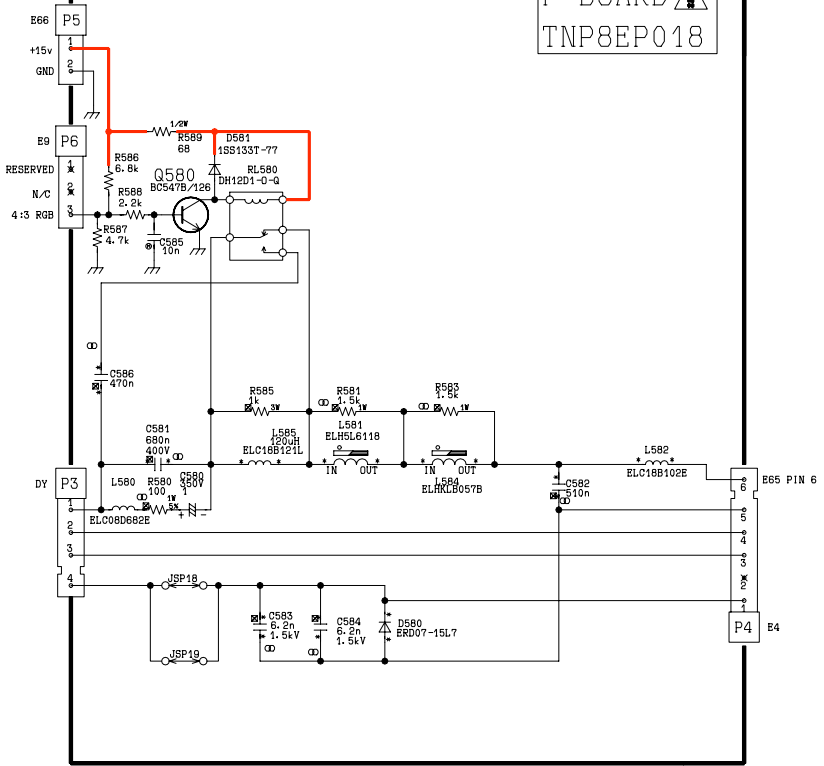 TNP8EP018
E66 P5
1
+15v
2
GND
E9 P6
RESERVED 1
N/C 2
4:3 RGB 3
1/2W
R589
68
D581
1SS133T-77
R586
6.8k
R588
2.2k
Q580
BC547B/126
RL580
DH12D1-O-Q
R587
4.7k
C585
10n
C586
470n
R585
1k
3W
R581
1.5k
1W
R583
1.5k
1W
C581
680n
400V
L585
120uH
ELC18B121L
L581
ELH5L6118
IN OUT
IN OUT
L584
ELHKLB057B
L582
ELC18B102E
DY P3
1
2
3
4
L580
ELC08D682E
R580
100
1W
5%
C580
350V
1
+ -
C582
510n
E65 PIN 6
6
5
4
3
2
1
P4 E4
JSP18
JSP19
C583
6.2n
1.5kV
C584
6.2n
1.5kV
D580
ERD07-15L7